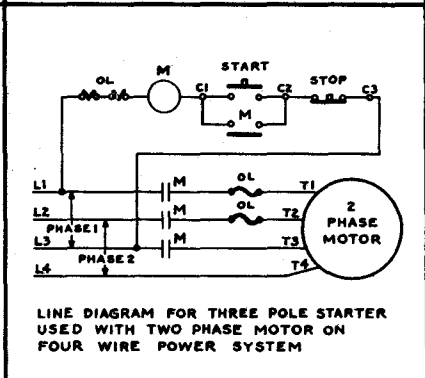 OL M C1 START C2 STOP C3
M
L1 M OL T1
L2 M OL T2
PHASE 1
L3 M T3
PHASE 2
L4 T4
2
PHASE
MOTOR
LINE DIAGRAM FOR THREE POLE STARTER
USED WITH TWO PHASE MOTOR ON
FOUR WIRE POWER SYSTEM